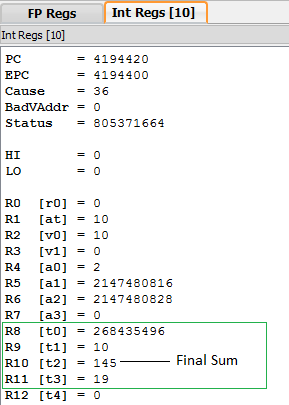 FP Regs Int Regs [10]
Int Regs [10]
PC = 4194420
EPC = 4194400
Cause = 36
BadVAddr = 0
Status = 805371664
HI = 0
LO = 0
R0 [r0] = 0
R1 [at] = 10
R2 [v0] = 10
R3 [v1] = 0
R4 [a0] = 2
R5 [a1] = 2147480816
R6 [a2] = 2147480828
R7 [a3] = 0
R8 [t0] = 268435496
R9 [t1] = 10
R10 [t2] = 145 Final Sum
R11 [t3] = 19
R12 [t4] = 0